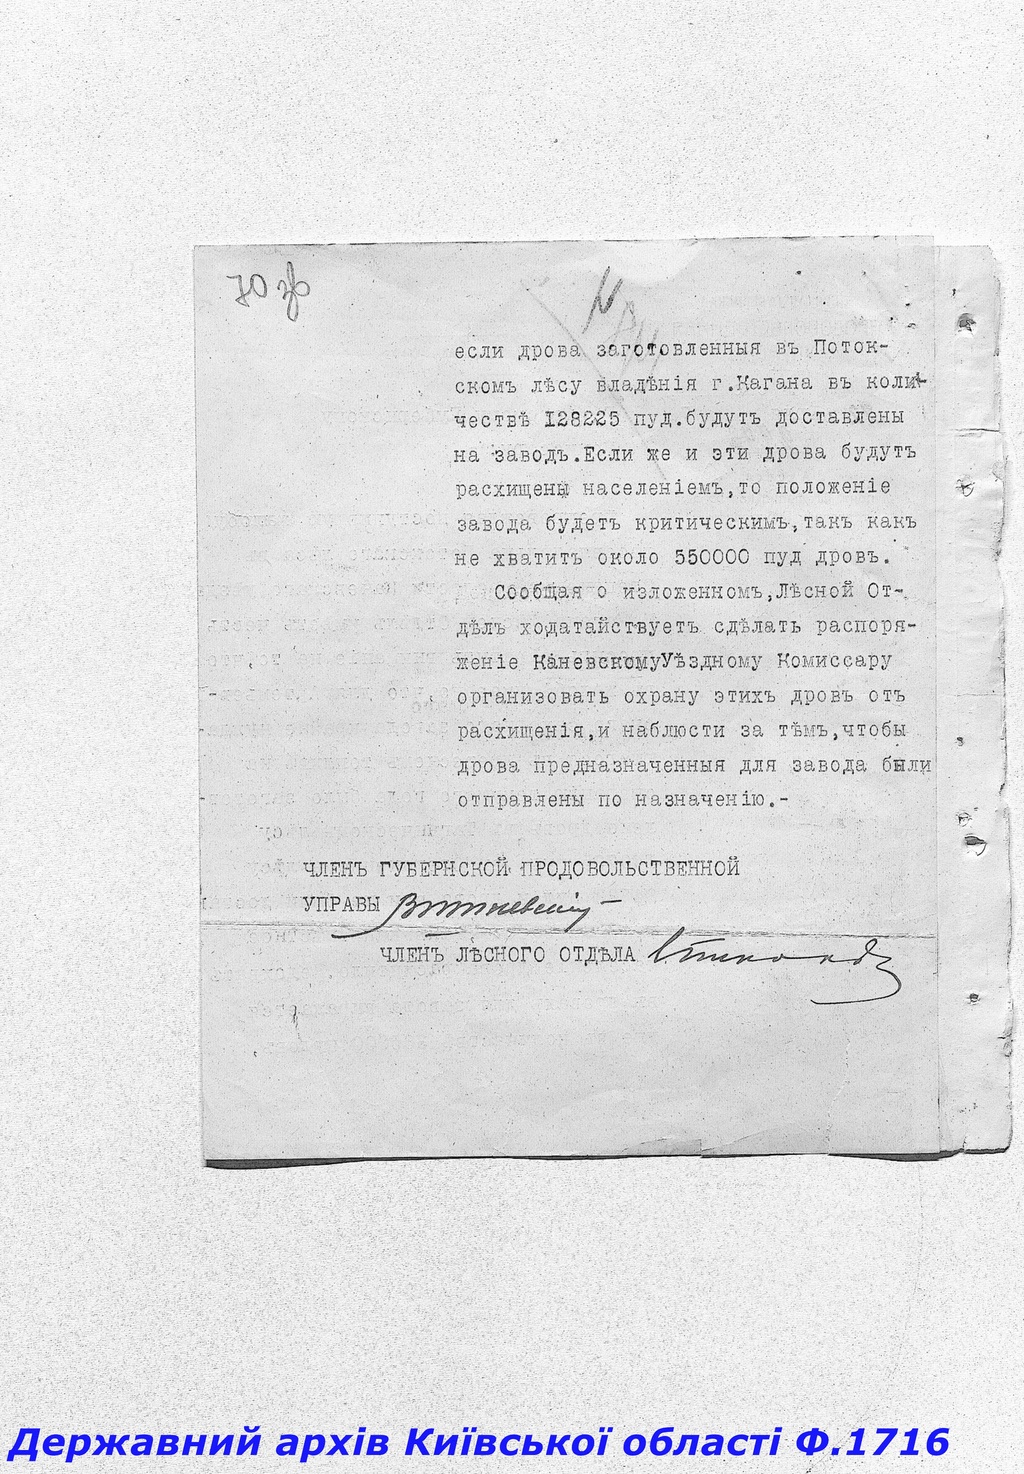 70 зв
если дрова заготовленныя въ Поток-
скомъ лѣсу владѣнія г.Кагана въ коли-
чествѣ 128225 пуд.будутъ доставлены
на заводъ.Если же и эти дрова будутъ
расхищены населеніемъ,то положеніе
завода будетъ критическимъ,такъ какъ
не хватитъ около 550000 пуд дровъ.
Сообщая о изложенномъ,Лѣсной От-
дѣлъ ходатайствуетъ сдѣлать распоря-
женіе КаневскомуУѣздному Комиссару
организовать охрану этихъ дровъ отъ
расхищенія,и наблюсти за тѣмъ,чтобы
дрова предназначенныя для завода были
отправлены по назначенію.-
ЧЛЕНЪ ГУБЕРНСКОЙ ПРОДОВОЛЬСТВЕННОЙ
УПРАВЫ
ЧЛЕНЪ ЛѢСНОГО ОТДѢЛА
Державний архів Київської області Ф.1716